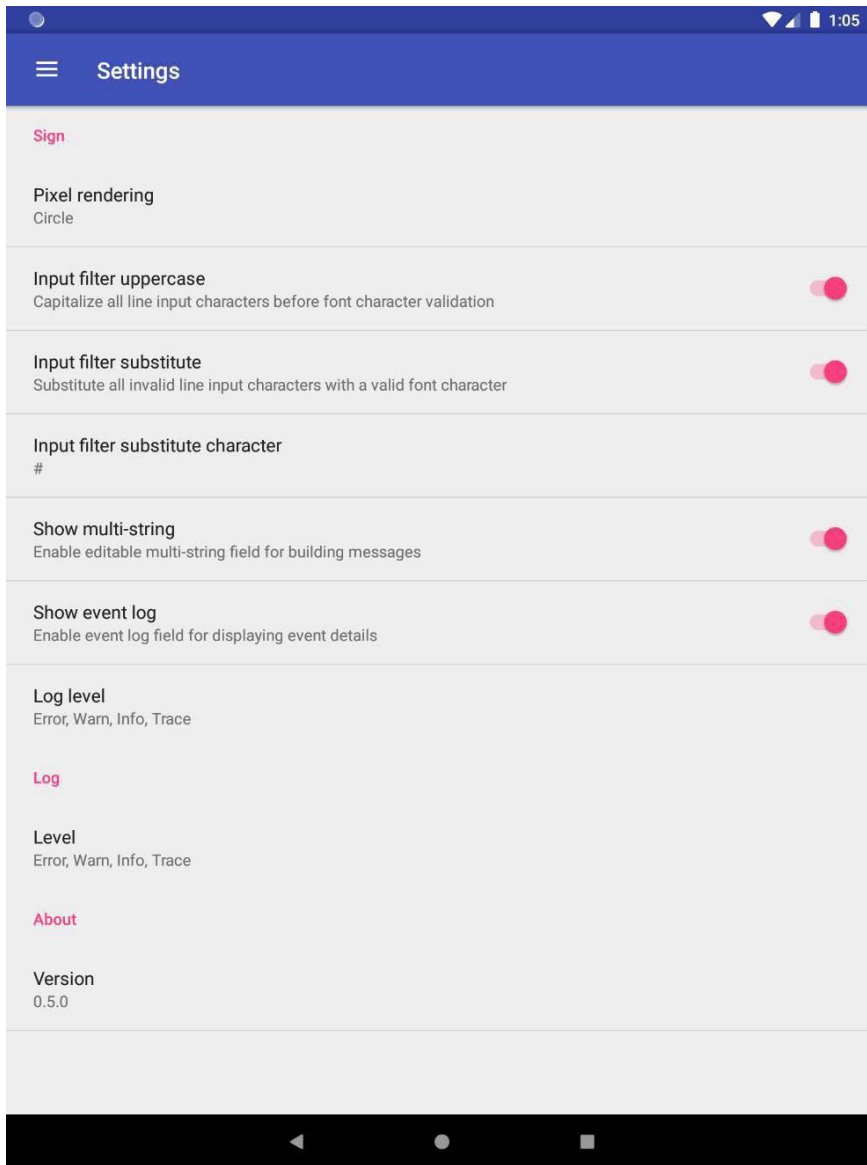 1:05
Settings
Sign
Pixel rendering
Circle
Input filter uppercase
Capitalize all line input characters before font character validation
Input filter substitute
Substitute all invalid line input characters with a valid font character
Input filter substitute character
#
Show multi-string
Enable editable multi-string field for building messages
Show event log
Enable event log field for displaying event details
Log level
Error, Warn, Info, Trace
Log
Level
Error, Warn, Info, Trace
About
Version
0.5.0